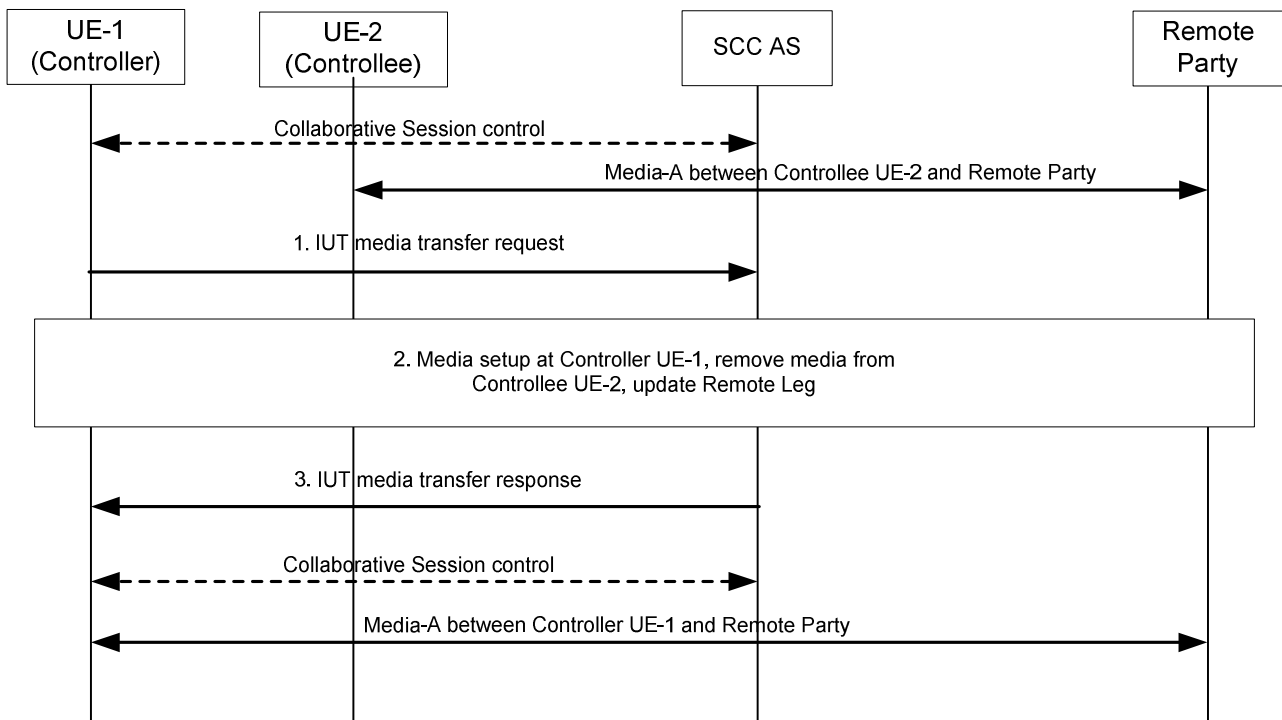 UE-1
(Controller)
UE-2
(Controllee)
SCC AS
Remote
Party
Collaborative Session control
Media-A between Controllee UE-2 and Remote Party
1. IUT media transfer request
2. Media setup at Controller UE-1, remove media from
Controllee UE-2, update Remote Leg
3. IUT media transfer response
Collaborative Session control
Media-A between Controller UE-1 and Remote Party